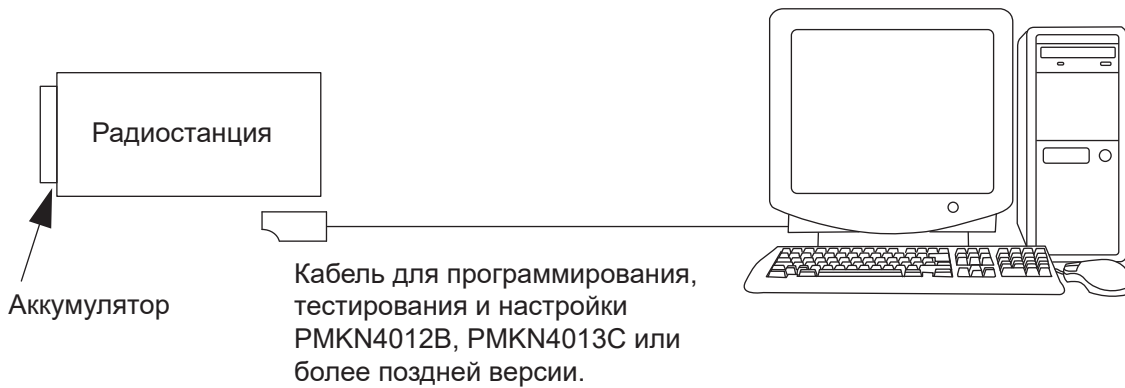 Радиостанция
Аккумулятор
Кабель для программирования,
тестирования и настройки
PMKN4012B, PMKN4013C или
более поздней версии.